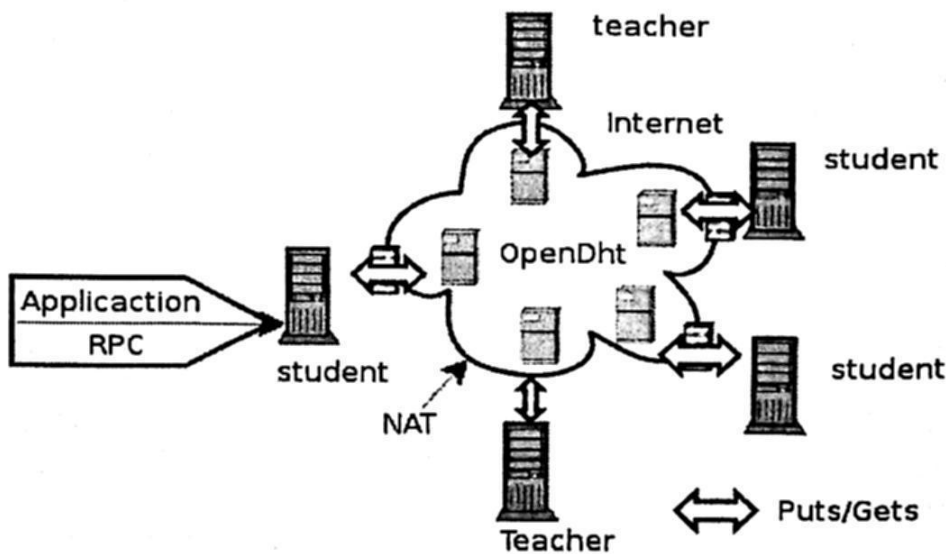 teacher
Internet
student
OpenDht
Applicaction
RPC
student
student
NAT
Puts/Gets
Teacher